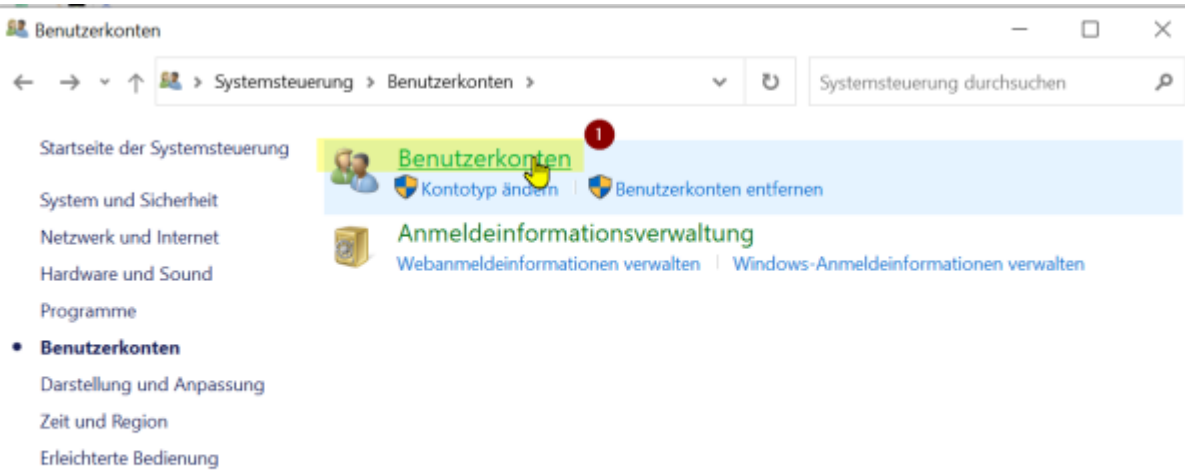 Benutzerkonten
Systemsteuerung > Benutzerkonten >
Systemsteuerung durchsuchen
Startseite der Systemsteuerung
System und Sicherheit
Netzwerk und Internet
Hardware und Sound
Programme
Benutzerkonten
Darstellung und Anpassung
Zeit und Region
Erleichterte Bedienung
1
Benutzerkonten
Kontotyp ändern
Benutzerkonten entfernen
Anmeldeinformationsverwaltung
Webanmeldeinformationen verwalten
Windows-Anmeldeinformationen verwalten